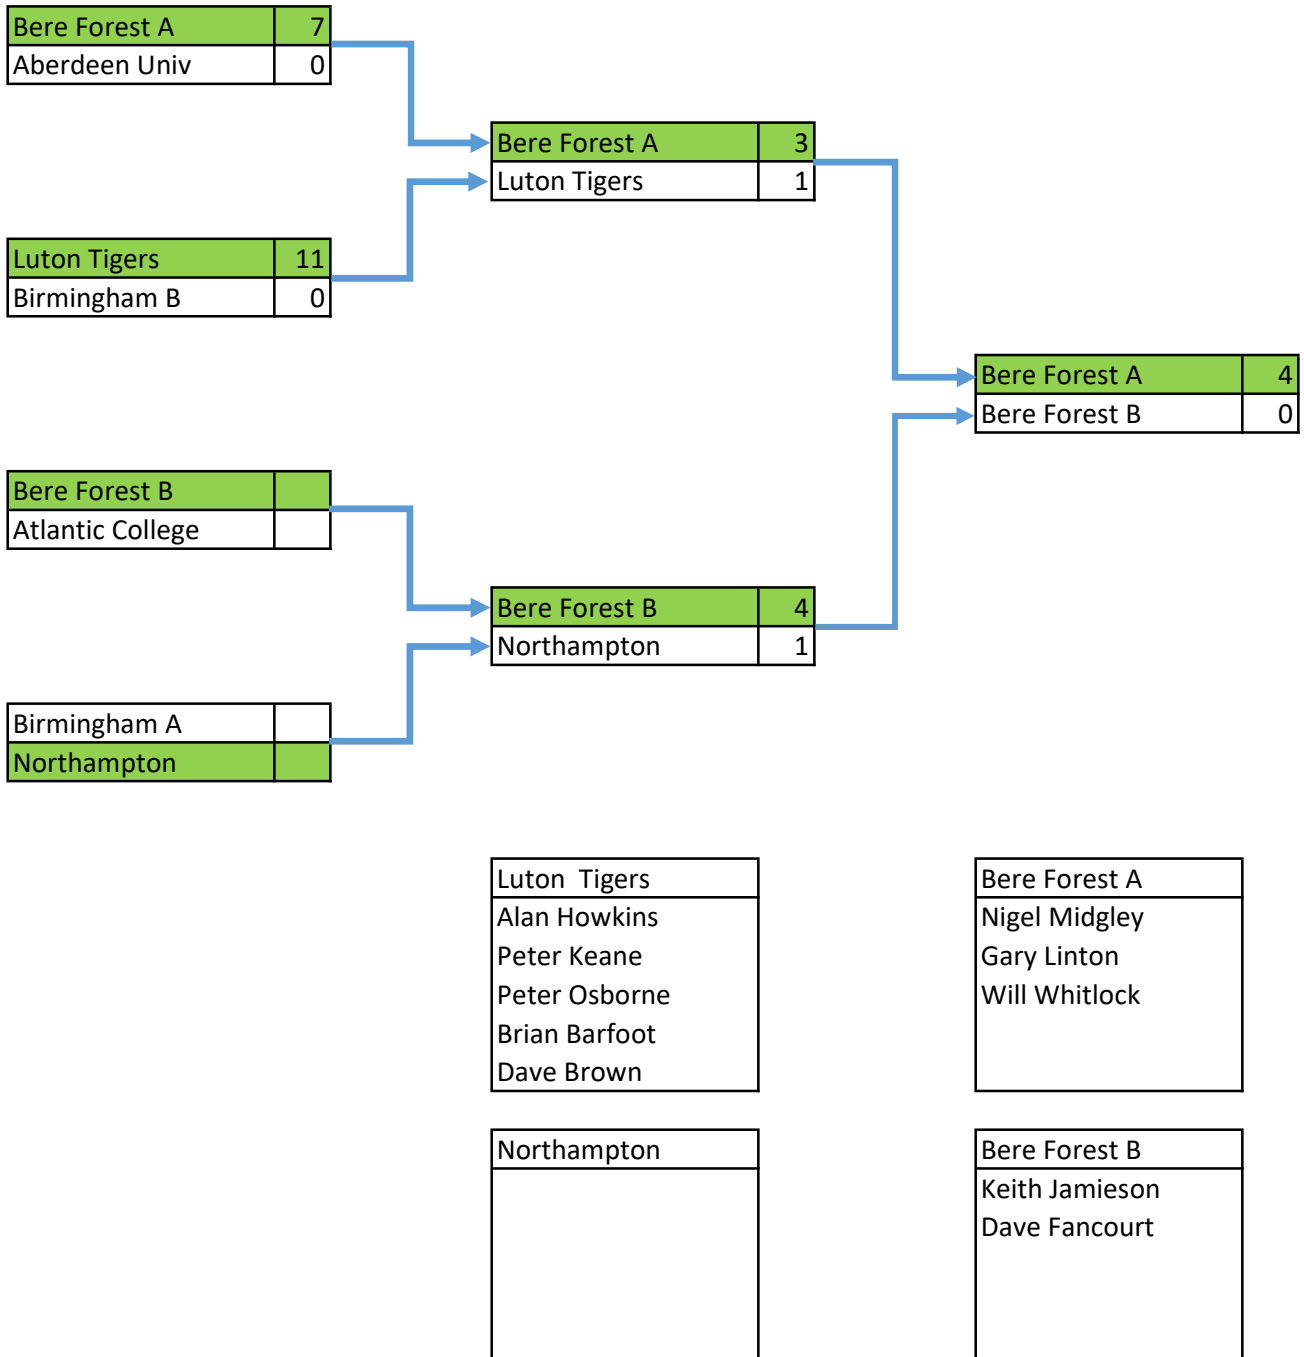 Bere Forest A 7
Aberdeen Univ 0
Bere Forest A 3
Luton Tigers 1
Luton Tigers 11
Birmingham B 0
Bere Forest A 4
Bere Forest B 0
Bere Forest B
Atlantic College
Bere Forest B 4
Northampton 1
Birmingham A
Northampton
Luton  Tigers
Alan Howkins
Peter Keane
Peter Osborne
Brian Barfoot
Dave Brown
Bere Forest A
Nigel Midgley
Gary Linton
Will Whitlock
Northampton
Bere Forest B
Keith Jamieson
Dave Fancourt